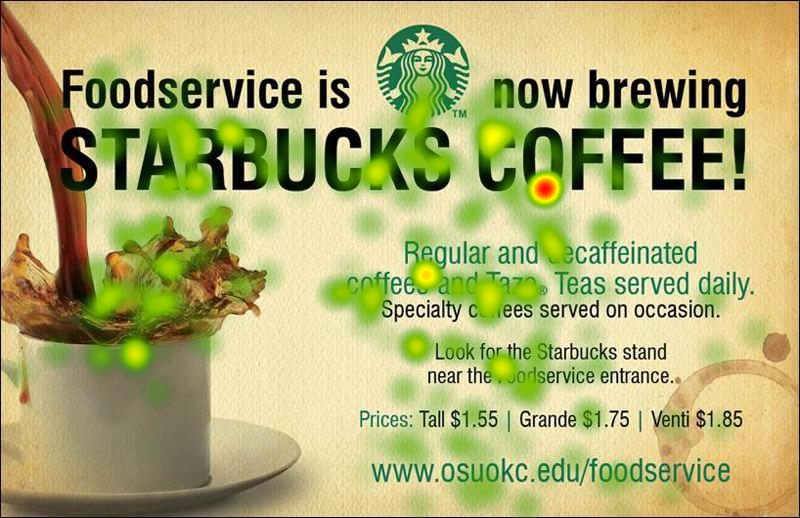 Foodservice is now brewing
TM
STARBUCKS COFFEE!
Regular and decaffeinated
coffees and Tazo® Teas served daily.
Specialty coffees served on occasion.
Look for the Starbucks stand
near the foodservice entrance.
Prices: Tall $1.55 | Grande $1.75 | Venti $1.85
www.osuokc.edu/foodservice